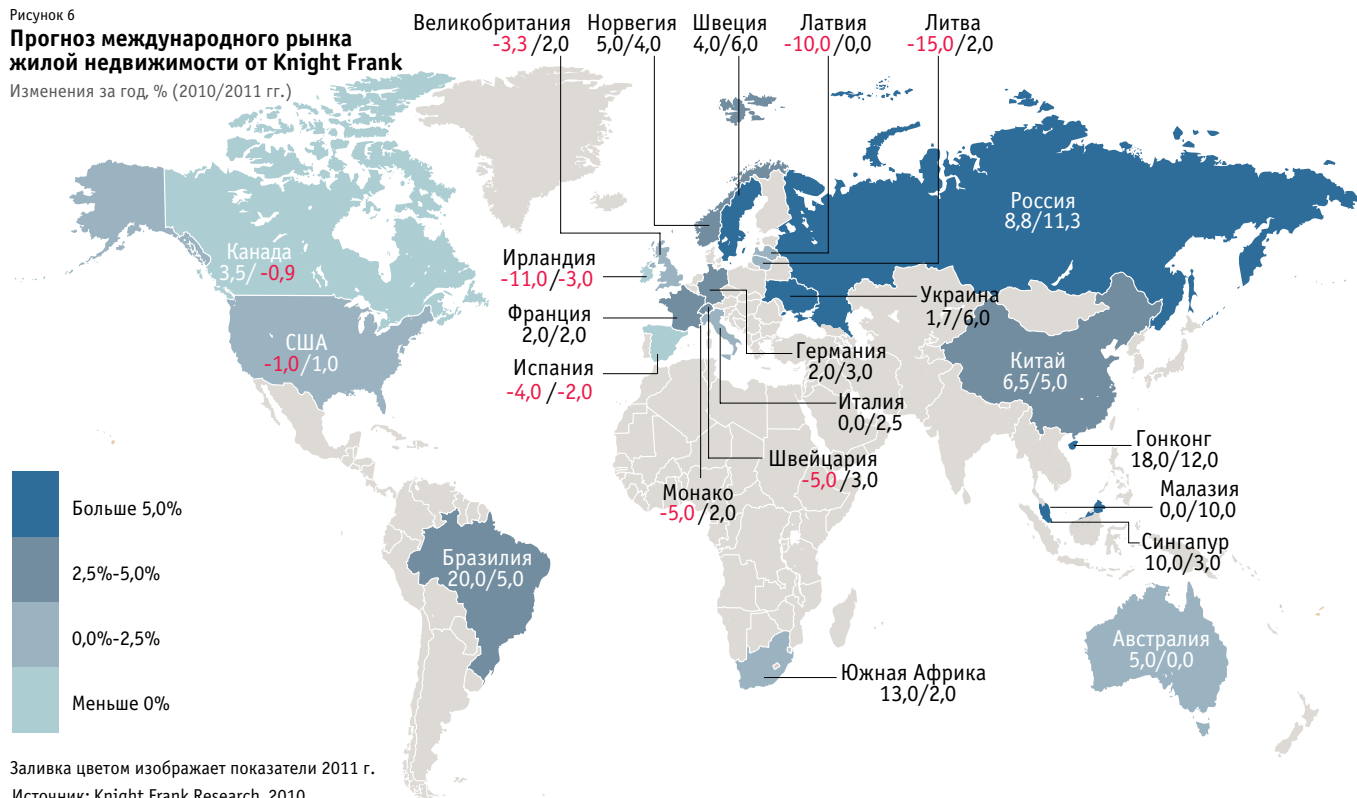 Рисунок 6
Прогноз международного рынка
жилой недвижимости от Knight Frank
Изменения за год, % (2010/2011 гг.)
Великобритания
-3,3/2,0
Норвегия
5,0/4,0
Швеция
4,0/6,0
Латвия
-10,0/0,0
Литва
-15,0/2,0
Россия
8,8/11,3
Канада
3,5/ -0,9
Ирландия
-11,0/-3,0
Украина
1,7/6,0
Франция
2,0/2,0
США
-1,0/1,0
Германия
2,0/3,0
Китай
6,5/5,0
Испания
-4,0 /-2,0
Италия
0,0/2,5
Гонконг
18,0/12,0
Швейцария
-5,0 /3,0
Монако
-5,0/2,0
Малазия
0,0/10,0
Сингапур
10,0/3,0
Бразилия
20,0/5,0
Австралия
5,0/0,0
Южная Африка
13,0/2,0
Больше 5,0%
2,5%-5,0%
0,0%-2,5%
Меньше 0%
Заливка цветом изображает показатели 2011 г.
Источник: Knight Frank Research, 2010